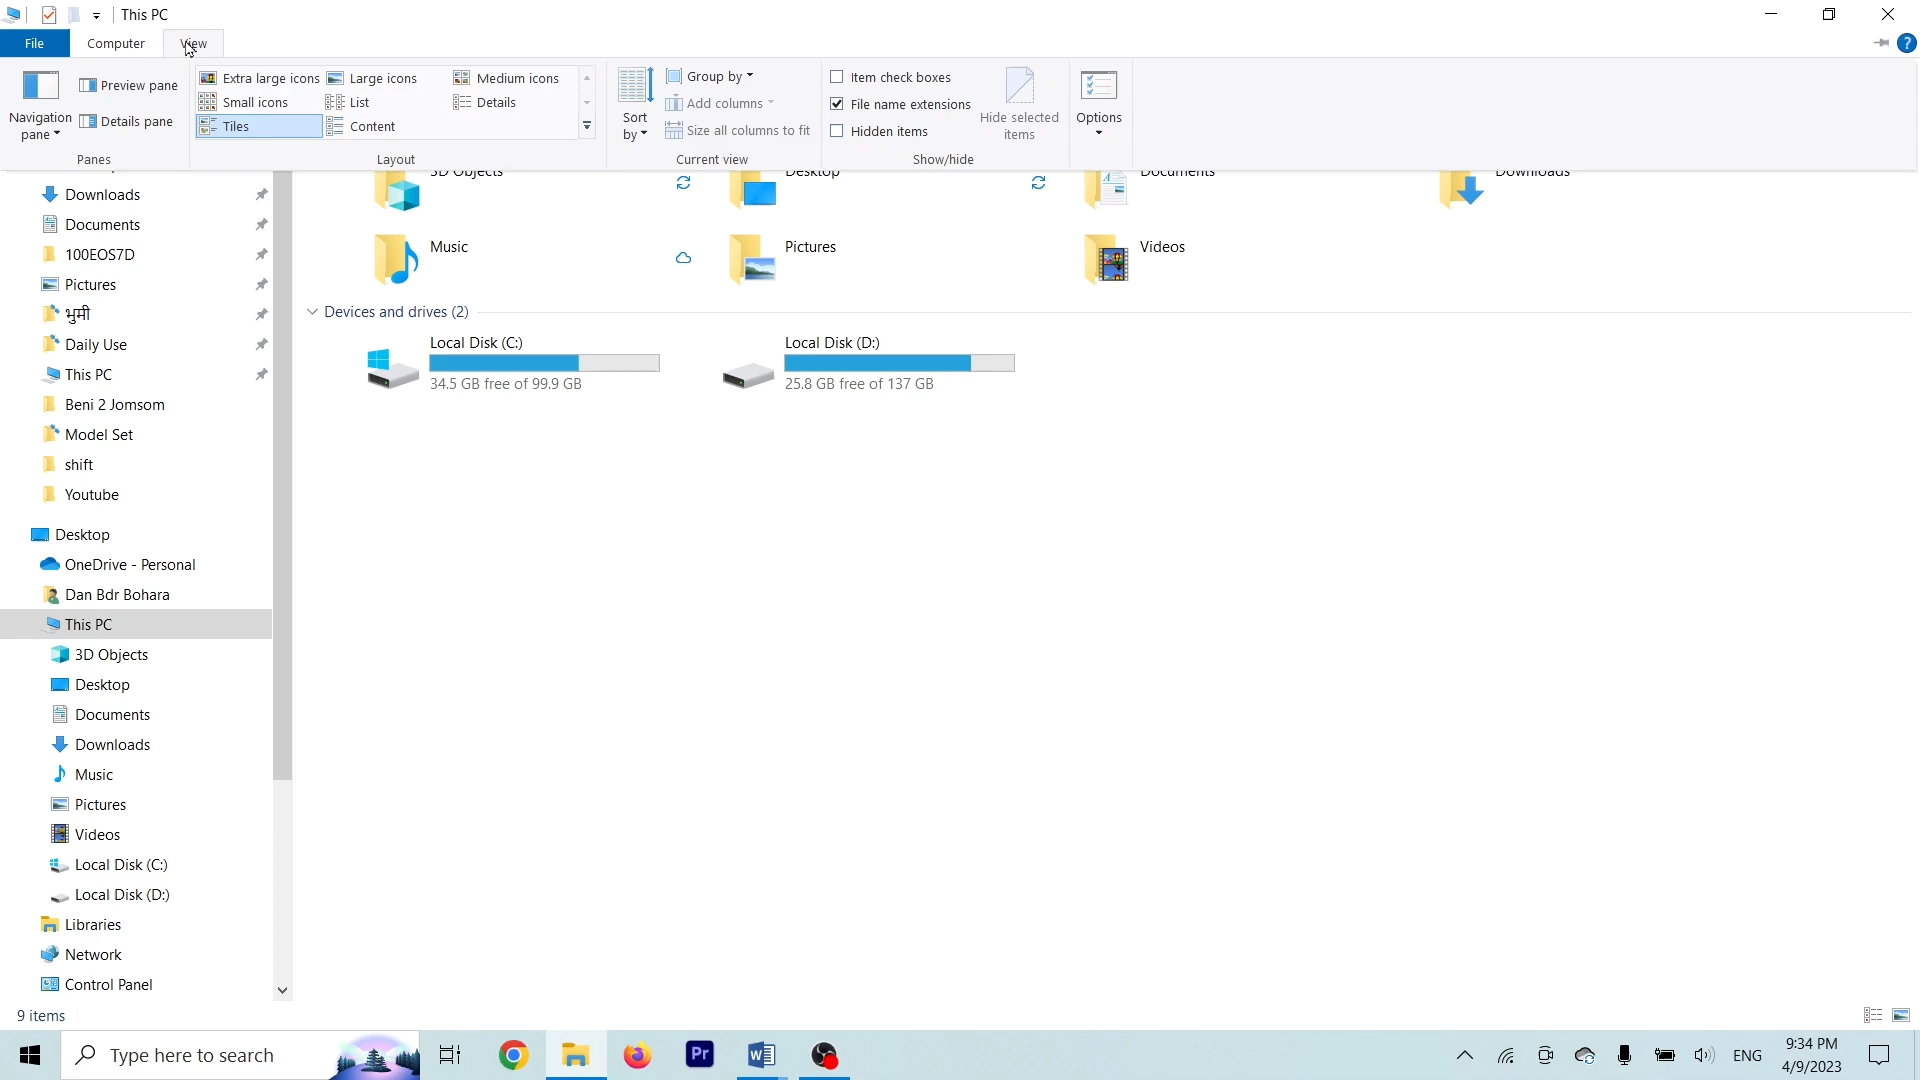 This PC
File
Computer
View
Navigation pane
Preview pane
Details pane
Panes
Extra large icons
Large icons
Medium icons
Small icons
List
Details
Tiles
Content
Layout
Sort by
Group by
Add columns
Size all columns to fit
Current view
Item check boxes
File name extensions
Hidden items
Hide selected items
Show/hide
Options
Downloads
Documents
100EOS7D
Pictures
भुमी
Daily Use
This PC
Beni 2 Jomsom
Model Set
shift
Youtube
Desktop
OneDrive - Personal
Dan Bdr Bohara
This PC
3D Objects
Desktop
Documents
Downloads
Music
Pictures
Videos
Local Disk (C:)
Local Disk (D:)
Libraries
Network
Control Panel
3D Objects
Desktop
Documents
Downloads
Music
Pictures
Videos
Devices and drives (2)
Local Disk (C:)
34.5 GB free of 99.9 GB
Local Disk (D:)
25.8 GB free of 137 GB
9 items
Type here to search
Pr
W
ENG
9:34 PM
4/9/2023